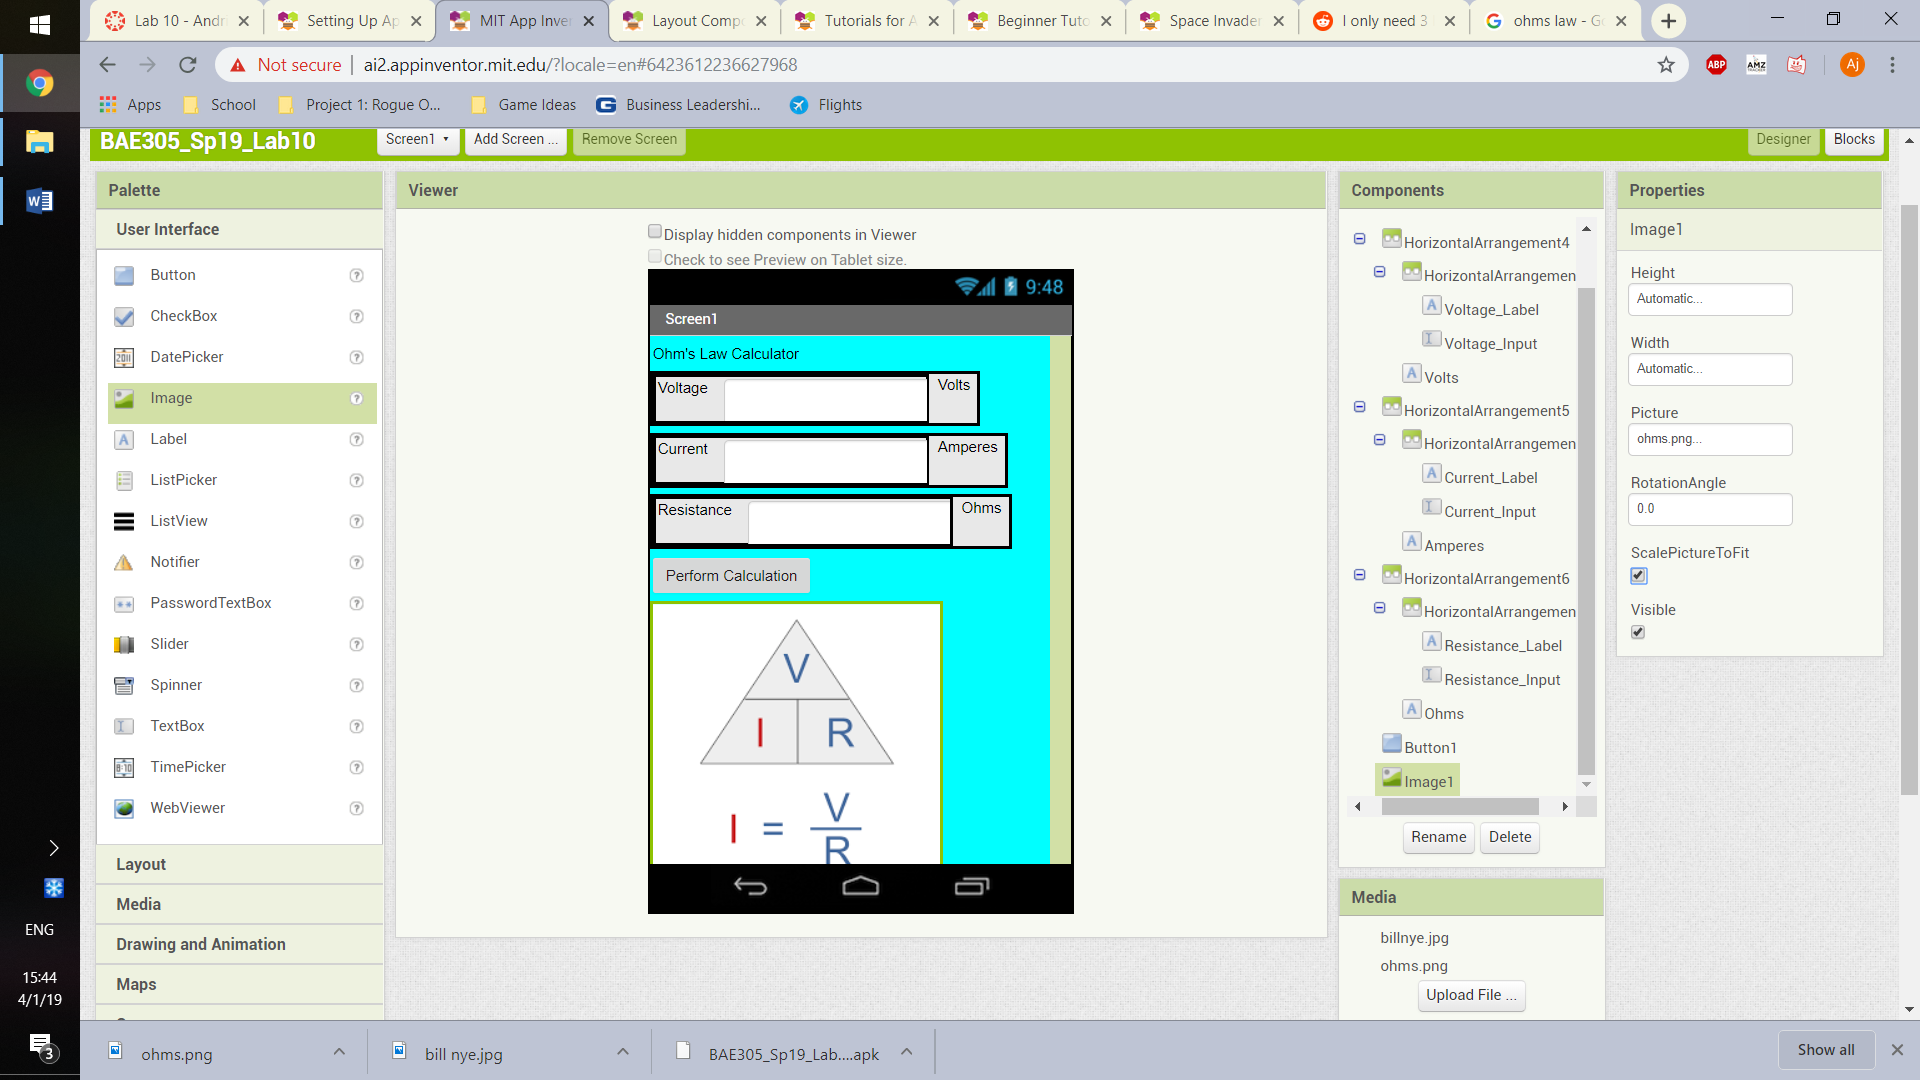 Lab 10 - Andr
Setting Up Ap
MIT App Inver
Layout Compo
Tutorials for A
Beginner Tuto
Space Invader
I only need 3
ohms law - Go
Not secure | ai2.appinventor.mit.edu/?locale=en#6423612236627968
ABP
AMZ
Aj
Apps
School
Project 1: Rogue O...
Game Ideas
Business Leadershi...
Flights
BAE305_Sp19_Lab10
Screen1
Add Screen ...
Remove Screen
Designer
Blocks
Palette
User Interface
Button
CheckBox
DatePicker
Image
Label
ListPicker
ListView
Notifier
PasswordTextBox
Slider
Spinner
TextBox
TimePicker
WebViewer
Layout
Media
Drawing and Animation
Maps
Viewer
Display hidden components in Viewer
Check to see Preview on Tablet size.
9:48
Screen1
Ohm's Law Calculator
Voltage
Volts
Current
Amperes
Resistance
Ohms
Perform Calculation
V
I R
I = V
R
Components
HorizontalArrangement4
HorizontalArrangemen
Voltage_Label
Voltage_Input
Volts
HorizontalArrangement5
HorizontalArrangemen
Current_Label
Current_Input
Amperes
HorizontalArrangement6
HorizontalArrangemen
Resistance_Label
Resistance_Input
Ohms
Button1
Image1
Rename
Delete
Media
billnye.jpg
ohms.png
Upload File ...
Properties
Image1
Height
Automatic...
Width
Automatic...
Picture
ohms.png...
RotationAngle
0.0
ScalePictureToFit
Visible
ENG
15:44
4/1/19
3
ohms.png
bill nye.jpg
BAE305_Sp19_Lab....apk
Show all